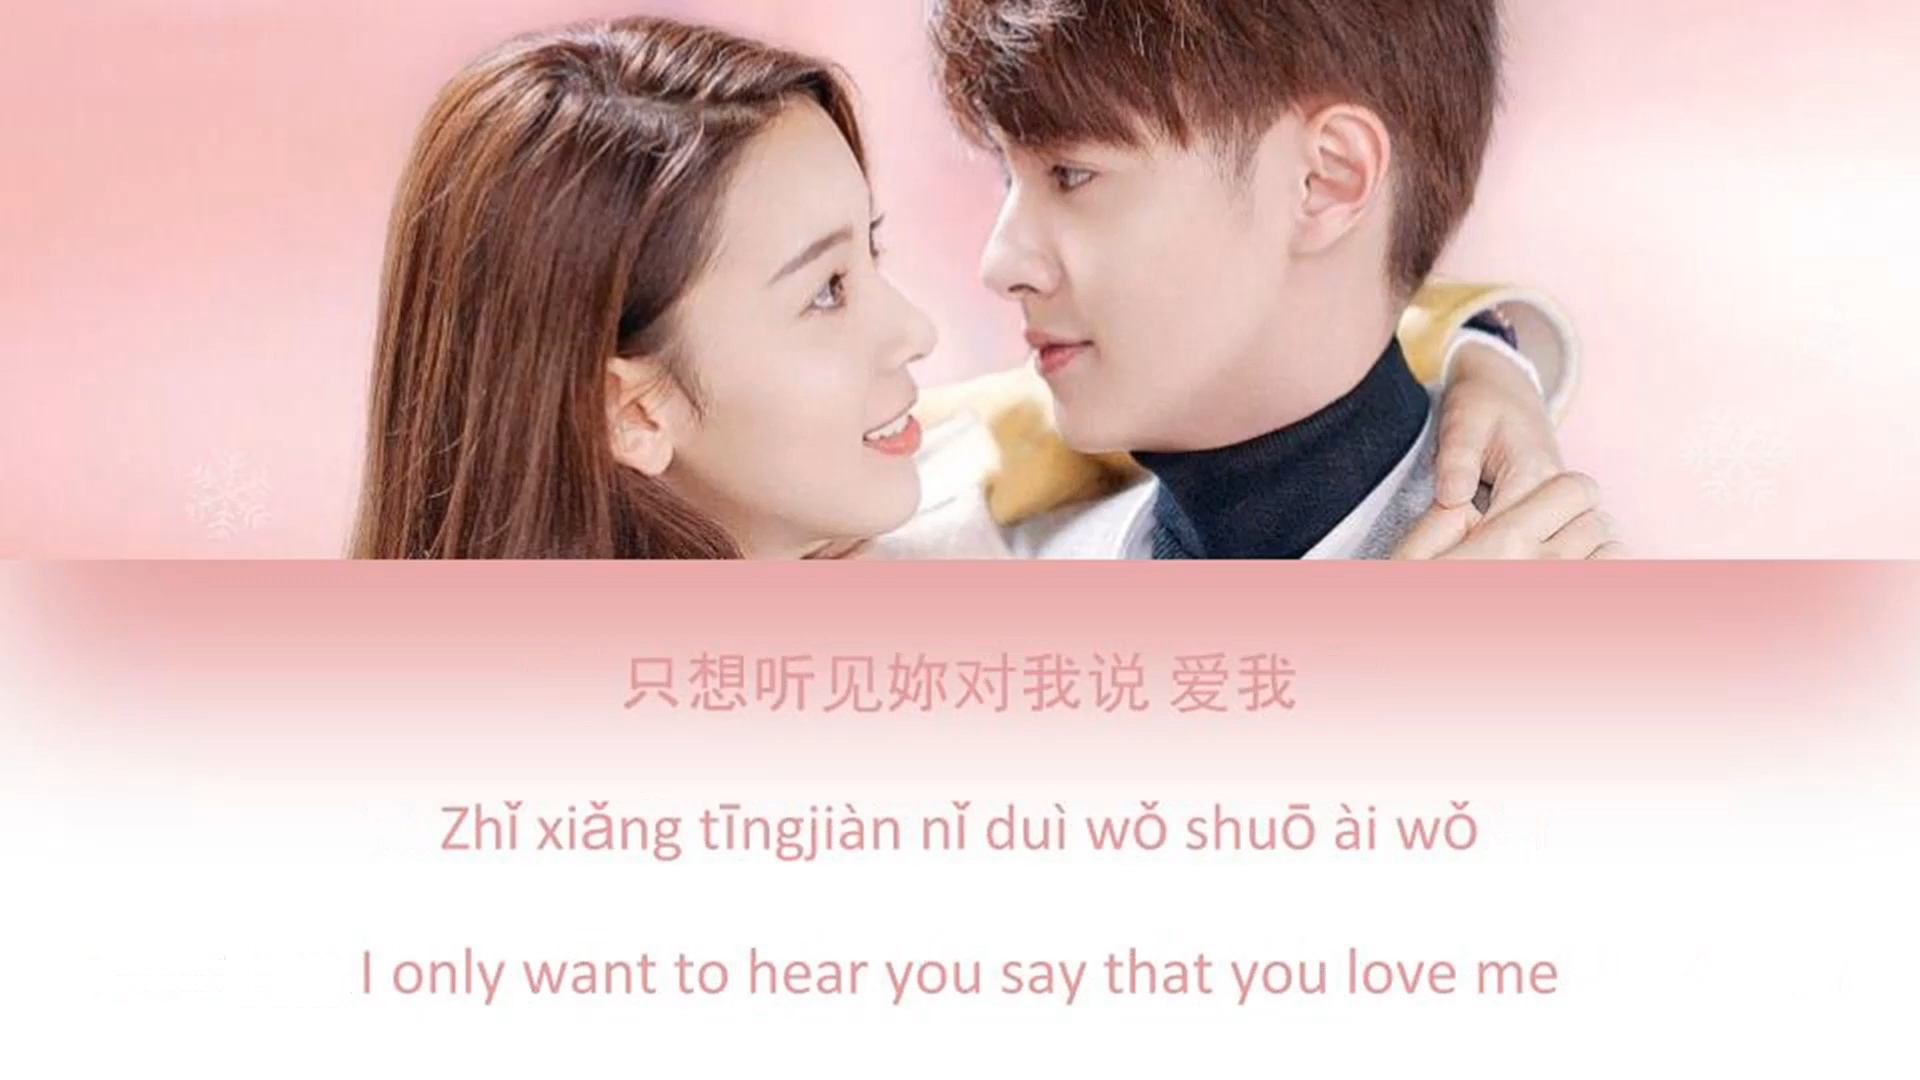 只想听见妳对我说 爱我
Zhǐ xiǎng tīngjiàn nǐ duì wǒ shuō ài wǒ
I only want to hear you say that you love me